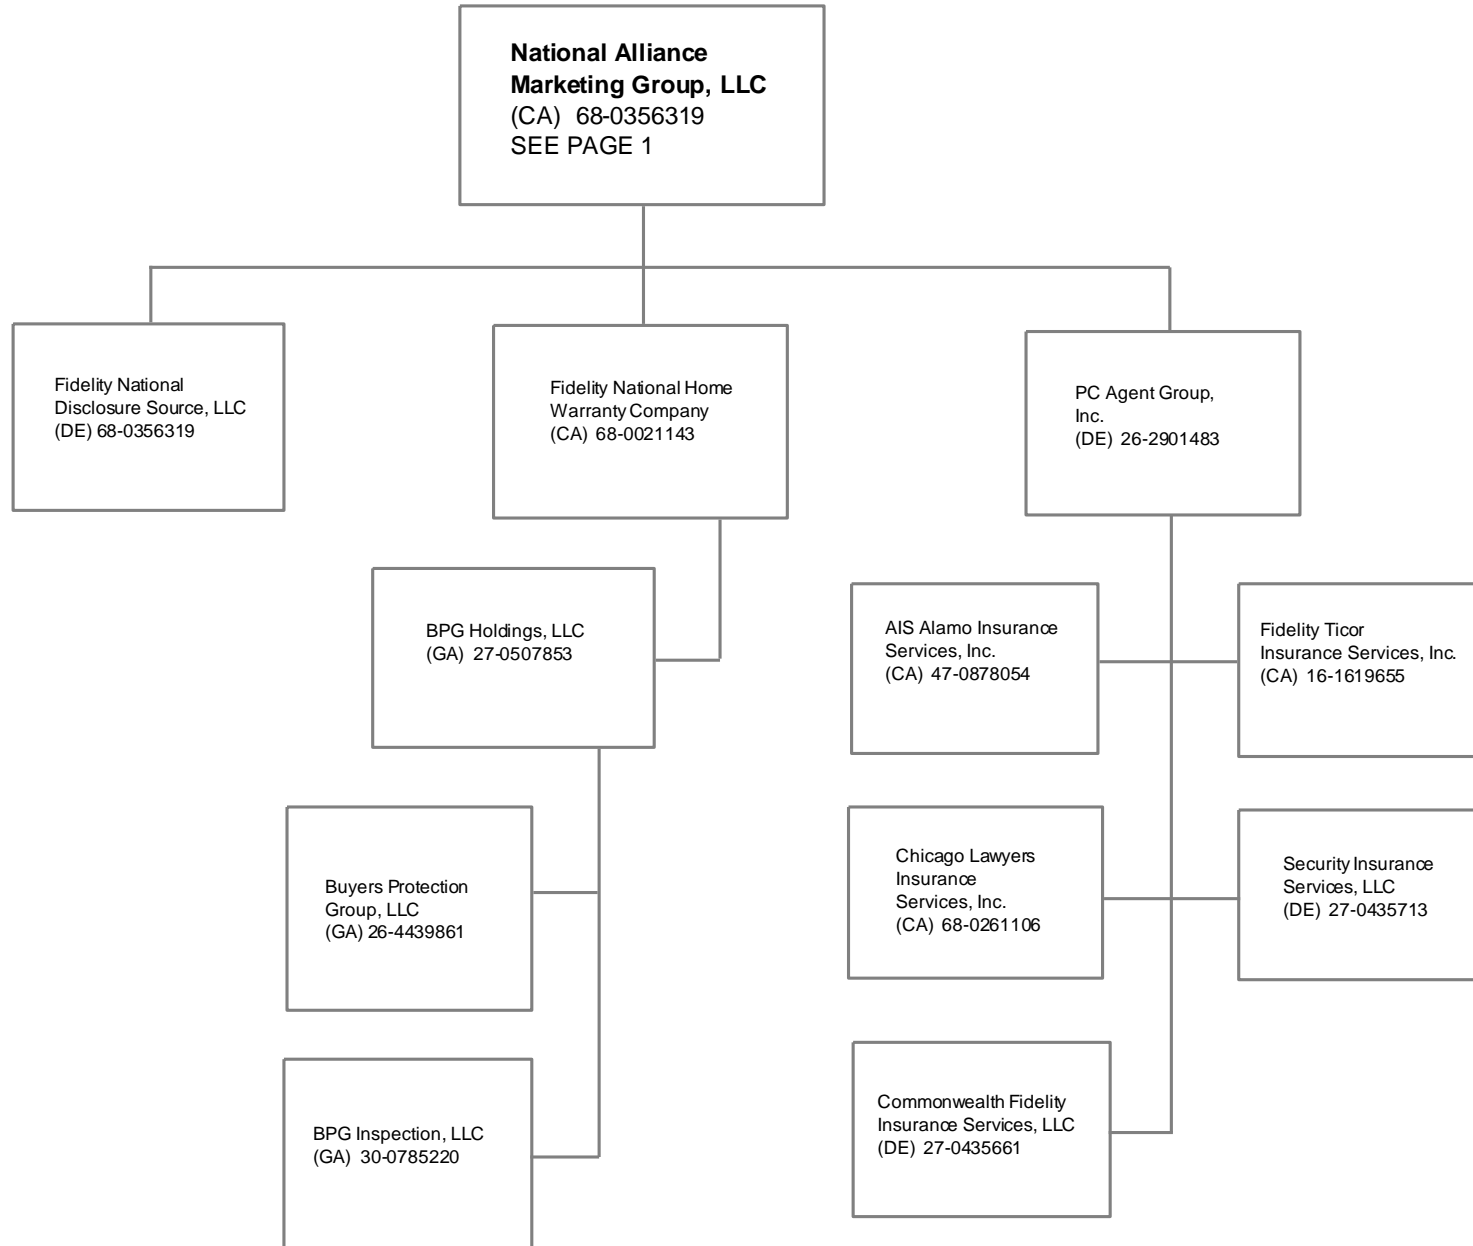 National Alliance
Marketing Group, LLC
(CA) 68-0356319
SEE PAGE 1
Fidelity National
Disclosure Source, LLC
(DE) 68-0356319
Fidelity National Home
Warranty Company
(CA) 68-0021143
PC Agent Group,
Inc.
(DE) 26-2901483
BPG Holdings, LLC
(GA) 27-0507853
AIS Alamo Insurance
Services, Inc.
(CA) 47-0878054
Fidelity Ticor
Insurance Services, Inc.
(CA) 16-1619655
Buyers Protection
Group, LLC
(GA) 26-4439861
Chicago Lawyers
Insurance
Services, Inc.
(CA) 68-0261106
Security Insurance
Services, LLC
(DE) 27-0435713
BPG Inspection, LLC
(GA) 30-0785220
Commonwealth Fidelity
Insurance Services, LLC
(DE) 27-0435661